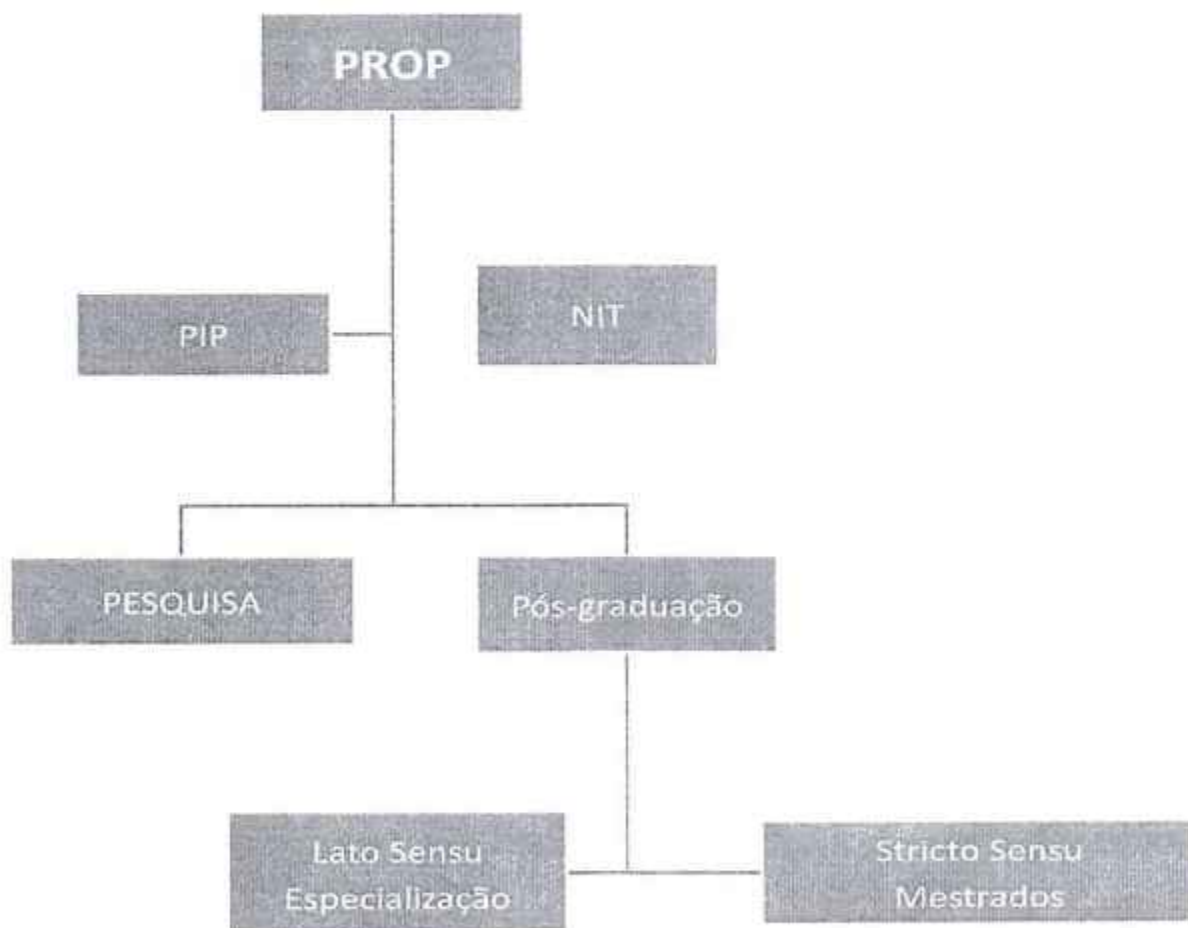 PROP
NIT
PIP
PESQUISA
Pós-graduação
Lato Sensu
Especialização
Stricto Sensu
Mestrados